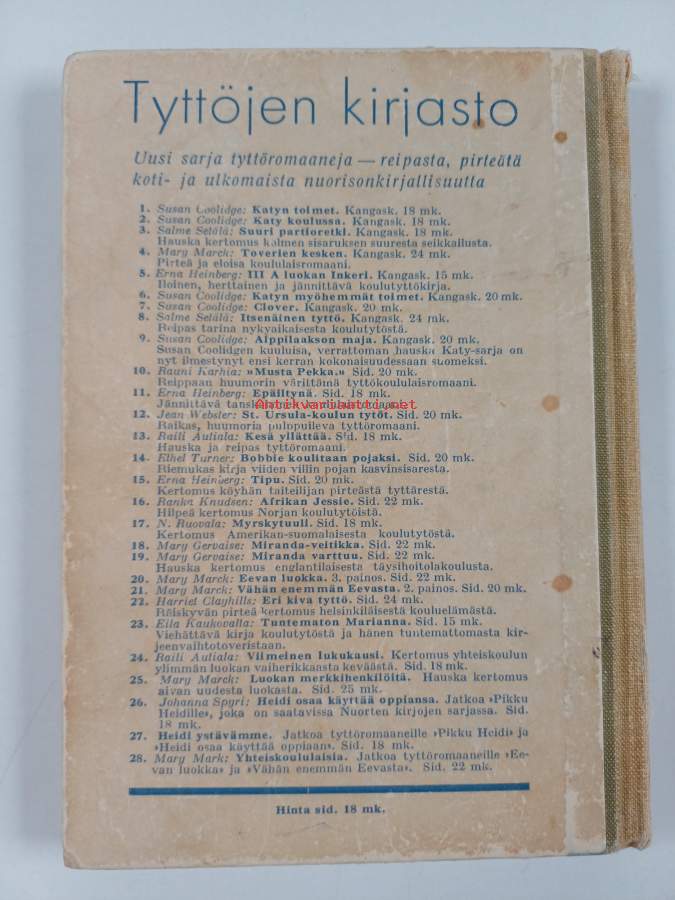 Tyttöjen kirjasto
Uusi sarja tyttöromaaneja — reipasta, pirteätä
koti- ja ulkomaista nuorisonkirjallisuutta
1. Susan Coolidge: Katyn toimet. Kangask. 18 mk.
2. Susan Coolidge: Katy koulussa. Kangask. 18 mk.
3. Salme Setälä: Suuri partioretki. Kangask. 18 mk.
Hauska kertomus kolmen sisaruksen suuresta seikkailusta.
4. Mary Marck: Toverien kesken. Kangask. 24 mk.
Pirteä ja eloisa koululaisromaani.
5. Erna Heinberg: III A luokan Inkeri. Kangask. 15 mk.
Iloinen, herttainen ja jännittävä koulutyttökirja.
6. Susan Coolidge: Katyn myöhemmät toimet. Kangask. 20 mk.
7. Susan Coolidge: Clover. Kangask. 20 mk.
8. Salme Setälä: Itsenäinen tyttö. Kangask. 24 mk.
Reipas tarina nykyaikaisesta koulutytöstä.
9. Susan Coolidge: Alppilaakson maja. Kangask. 20 mk.
Susan Coolidgen kuuluisa, verrattoman hauska Katy-sarja on
nyt ilmestynyt ensi kerran kokonaisuudessaan suomeksi.
10. Rauni Karhia: »Musta Pekka.« Sid. 20 mk.
Reippaan huumorin värittämä tyttökoululaisromaani.
11. Erna Heinberg: Epäiltynä. Sid. 18 mk.
Jännittävä
Antikvariaatti.net
12. Jean Webster: St. Ursula-koulun tytöt. Sid. 20 mk.
Raikas, huumoria pulppuileva tyttöromaani.
13. Raili Autiala: Kesä yllättää. Sid. 18 mk.
Hauska ja reipas tyttöromaani.
14. Ethel Turner: Bobbie koulitaan pojaksi. Sid. 20 mk.
Riemukas kirja viiden villin pojan kasvinsisaresta.
15. Erna Heinberg: Tipu. Sid. 20 mk.
Kertomus köyhän taiteilijan pirteästä tyttärestä.
16. Ranka Knudsen: Afrikan Jessie. Sid. 22 mk.
Hilpeä kertomus Norjan koulutytöistä.
17. N. Ruovala: Myrskytuuli. Sid. 18 mk.
Kertomus Amerikan-suomalaisesta koulutytöstä.
18. Mary Gervaise: Miranda-veitikka. Sid. 22 mk.
19. Mary Gervaise: Miranda varttuu. Sid. 22 mk.
Hauska kertomus englantilaisesta täysihoitolakoulusta.
20. Mary Marck: Eevan luokka. 3. painos. Sid. 22 mk.
21. Mary Marck: Vähän enemmän Eevasta. 2. painos. Sid. 20 mk.
22. Harriet Clayhills: Eri kiva tyttö. Sid. 24 mk.
Räiskyvän pirteä kertomus helsinkiläisestä kouluelämästä.
23. Eila Kaukovalla: Tuntematon Marianna. Sid. 15 mk.
Viehättävä kirja koulutytöstä ja hänen tuntemattomasta kir-
jeenvaihtotoveristaan.
24. Raili Autiala: Viimeinen lukukausi. Kertomus yhteiskoulun
ylimmän luokan vaiherikkaasta keväästä. Sid. 18 mk.
25. Mary Marck: Luokan merkkihenkilöitä. Hauska kertomus
aivan uudesta luokasta. Sid. 25 mk.
26. Johanna Spyri: Heidi osaa käyttää oppiansa. Jatkoa »Pikku
Heidille», joka on saatavissa Nuorten kirjojen sarjassa. Sid.
18 mk.
27. Heidi ystävämme. Jatkoa tyttöromaaneille »Pikku Heidi» ja
»Heidi osaa käyttää oppiaan». Sid. 18 mk.
28. Mary Mark: Yhteiskoululaisia. Jatkoa tyttöromaaneille »Ee-
van luokka» ja »Vähän enemmän Eevasta». Sid. 22 mk.
Hinta sid. 18 mk.